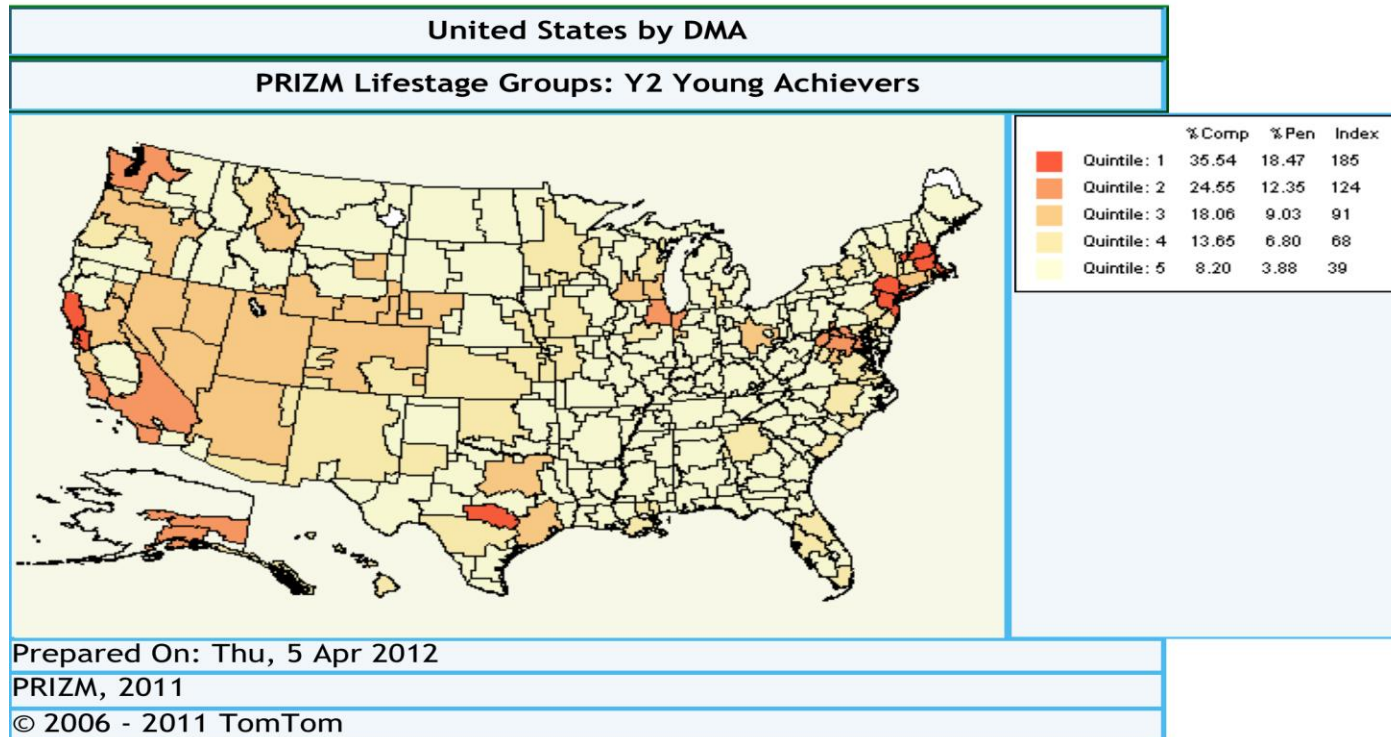 United States by DMA
PRIZM Lifestage Groups: Y2 Young Achievers
%Comp %Pen Index
Quintile: 1 35.54 18.47 185
Quintile: 2 24.55 12.35 124
Quintile: 3 18.06 9.03 91
Quintile: 4 13.65 6.80 68
Quintile: 5 8.20 3.88 39
Prepared On: Thu, 5 Apr 2012
PRIZM, 2011
© 2006 - 2011 TomTom